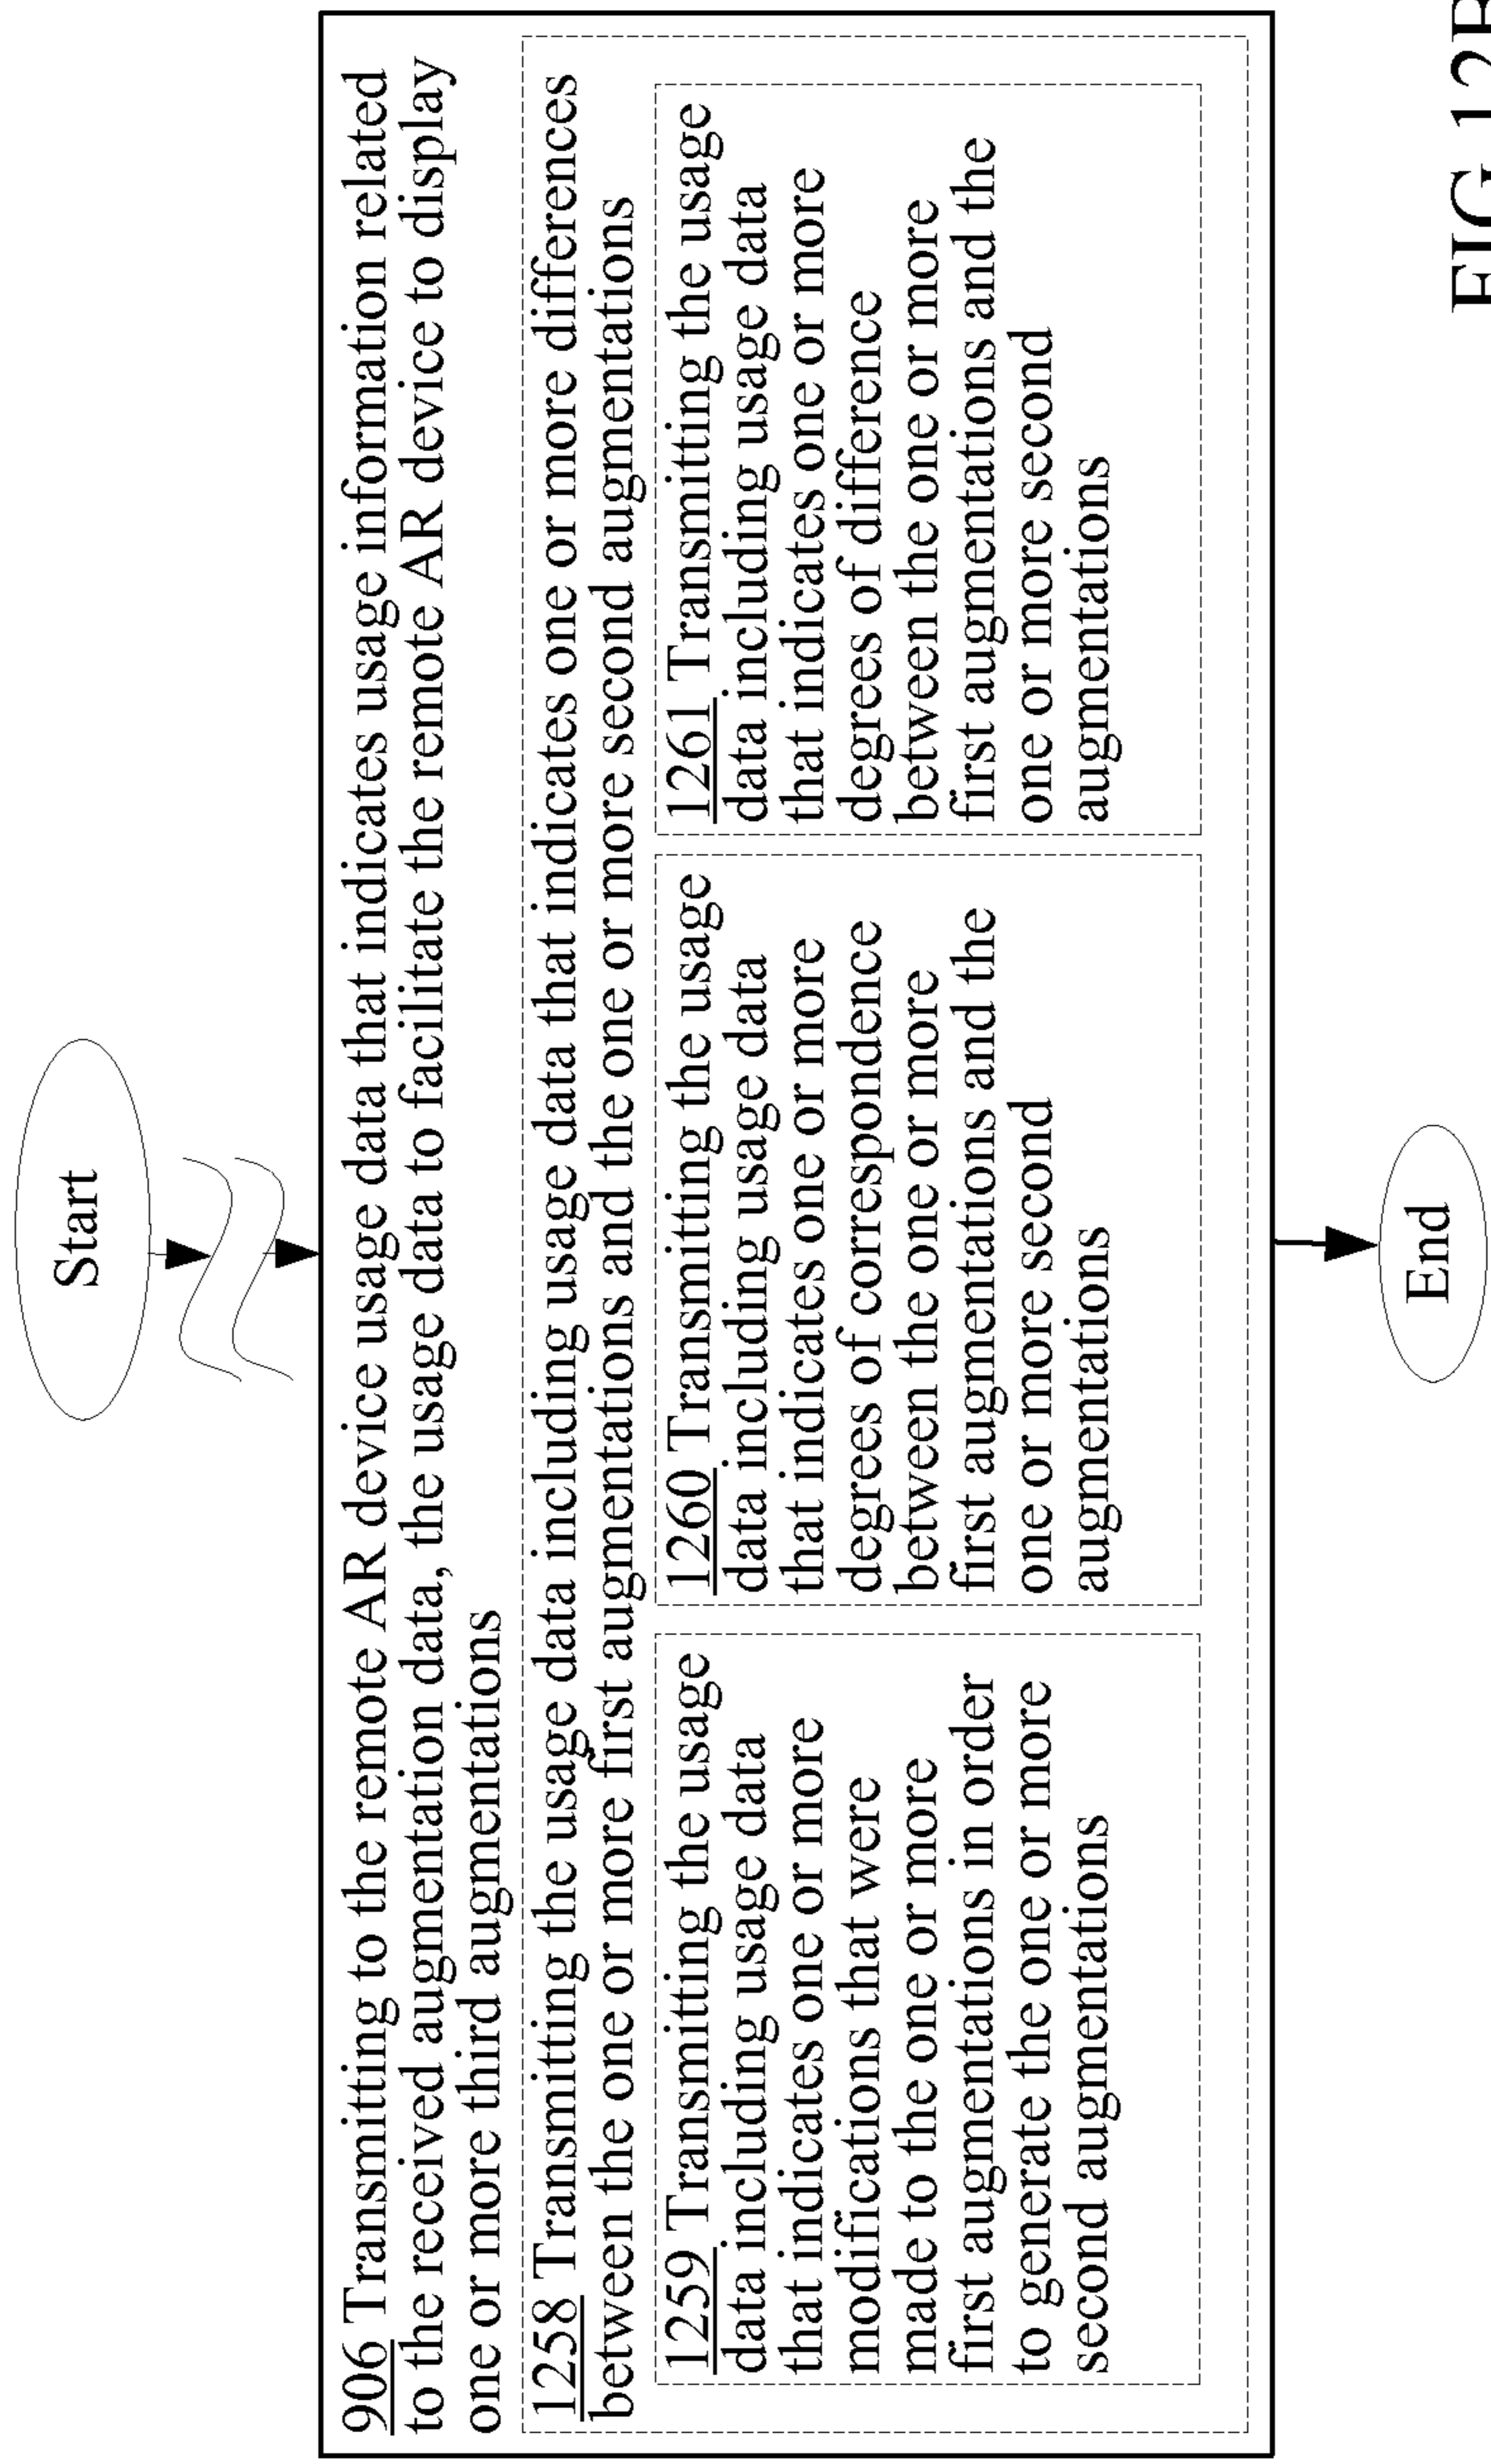 Start
906 Transmitting to the remote AR device usage data that indicates usage information related
to the received augmentation data, the usage data to facilitate the remote AR device to display
one or more third augmentations
1258 Transmitting the usage data including usage data that indicates one or more differences
between the one or more first augmentations and the one or more second augmentations
1259 Transmitting the usage
data including usage data
that indicates one or more
modifications that were
made to the one or more
first augmentations in order
to generate the one or more
second augmentations
1260 Transmitting the usage
data including usage data
that indicates one or more
degrees of correspondence
between the one or more
first augmentations and the
one or more second
augmentations
1261 Transmitting the usage
data including usage data
that indicates one or more
degrees of difference
between the one or more
first augmentations and the
one or more second
augmentations
End
FIG.